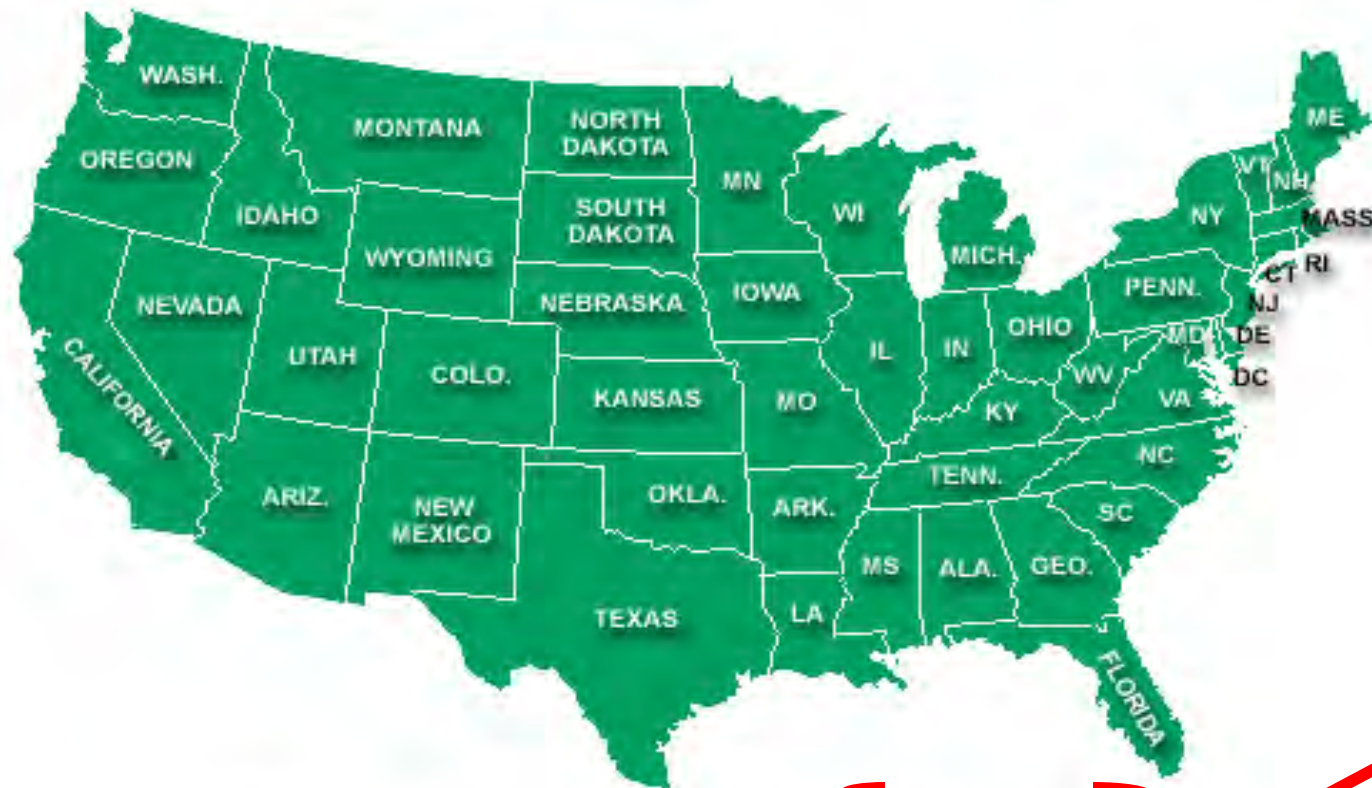 WASH.
MONTANA
NORTH
DAKOTA
ME
OREGON
MN
VT
NH
IDAHO
SOUTH
DAKOTA
WI
NY
MASS
WYOMING
MICH.
RI
CT
NEVADA
NEBRASKA
IOWA
PENN.
NJ
OHIO
MD
DE
UTAH
COLO.
IL
IN
WV
DC
CALIFORNIA
KANSAS
MO
KY
VA
NC
TENN.
ARIZ.
NEW
MEXICO
OKLA.
ARK.
SC
MS
ALA.
GEO.
TEXAS
LA
FLORIDA